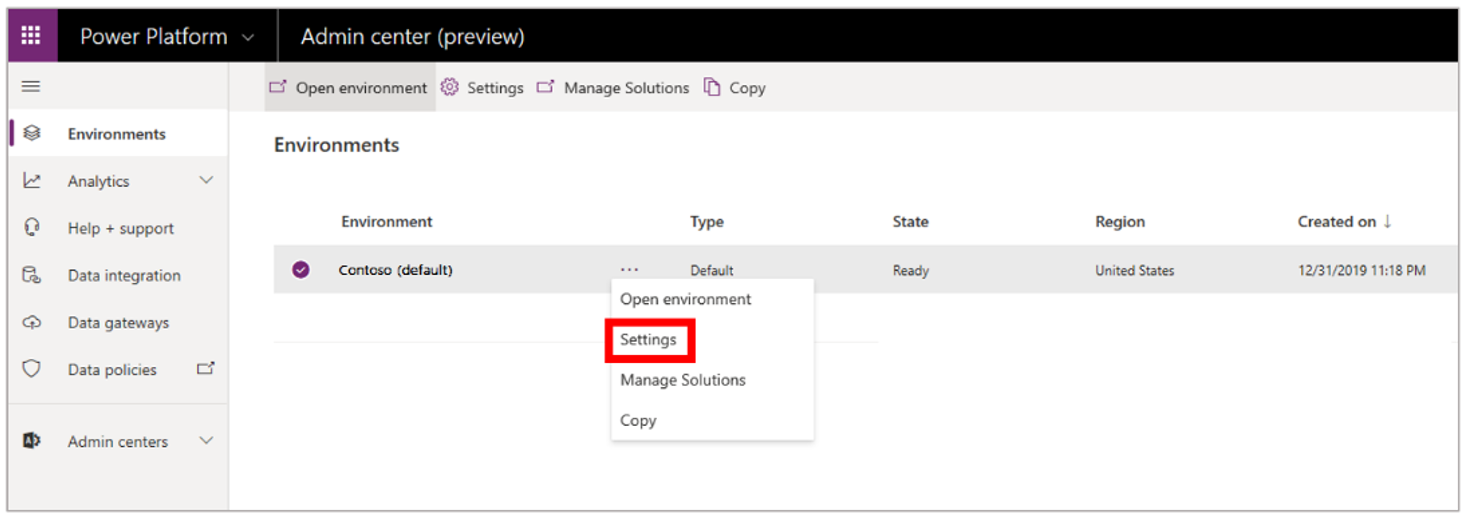 Power Platform Admin center (preview)
Open environment Settings Manage Solutions Copy
Environments
Analytics
Help + support
Data integration
Data gateways
Data policies
Admin centers
Environments
Environment Type State Region Created on ↓
Contoso (default) ... Default Ready United States 12/31/2019 11:18 PM
Open environment
Settings
Manage Solutions
Copy